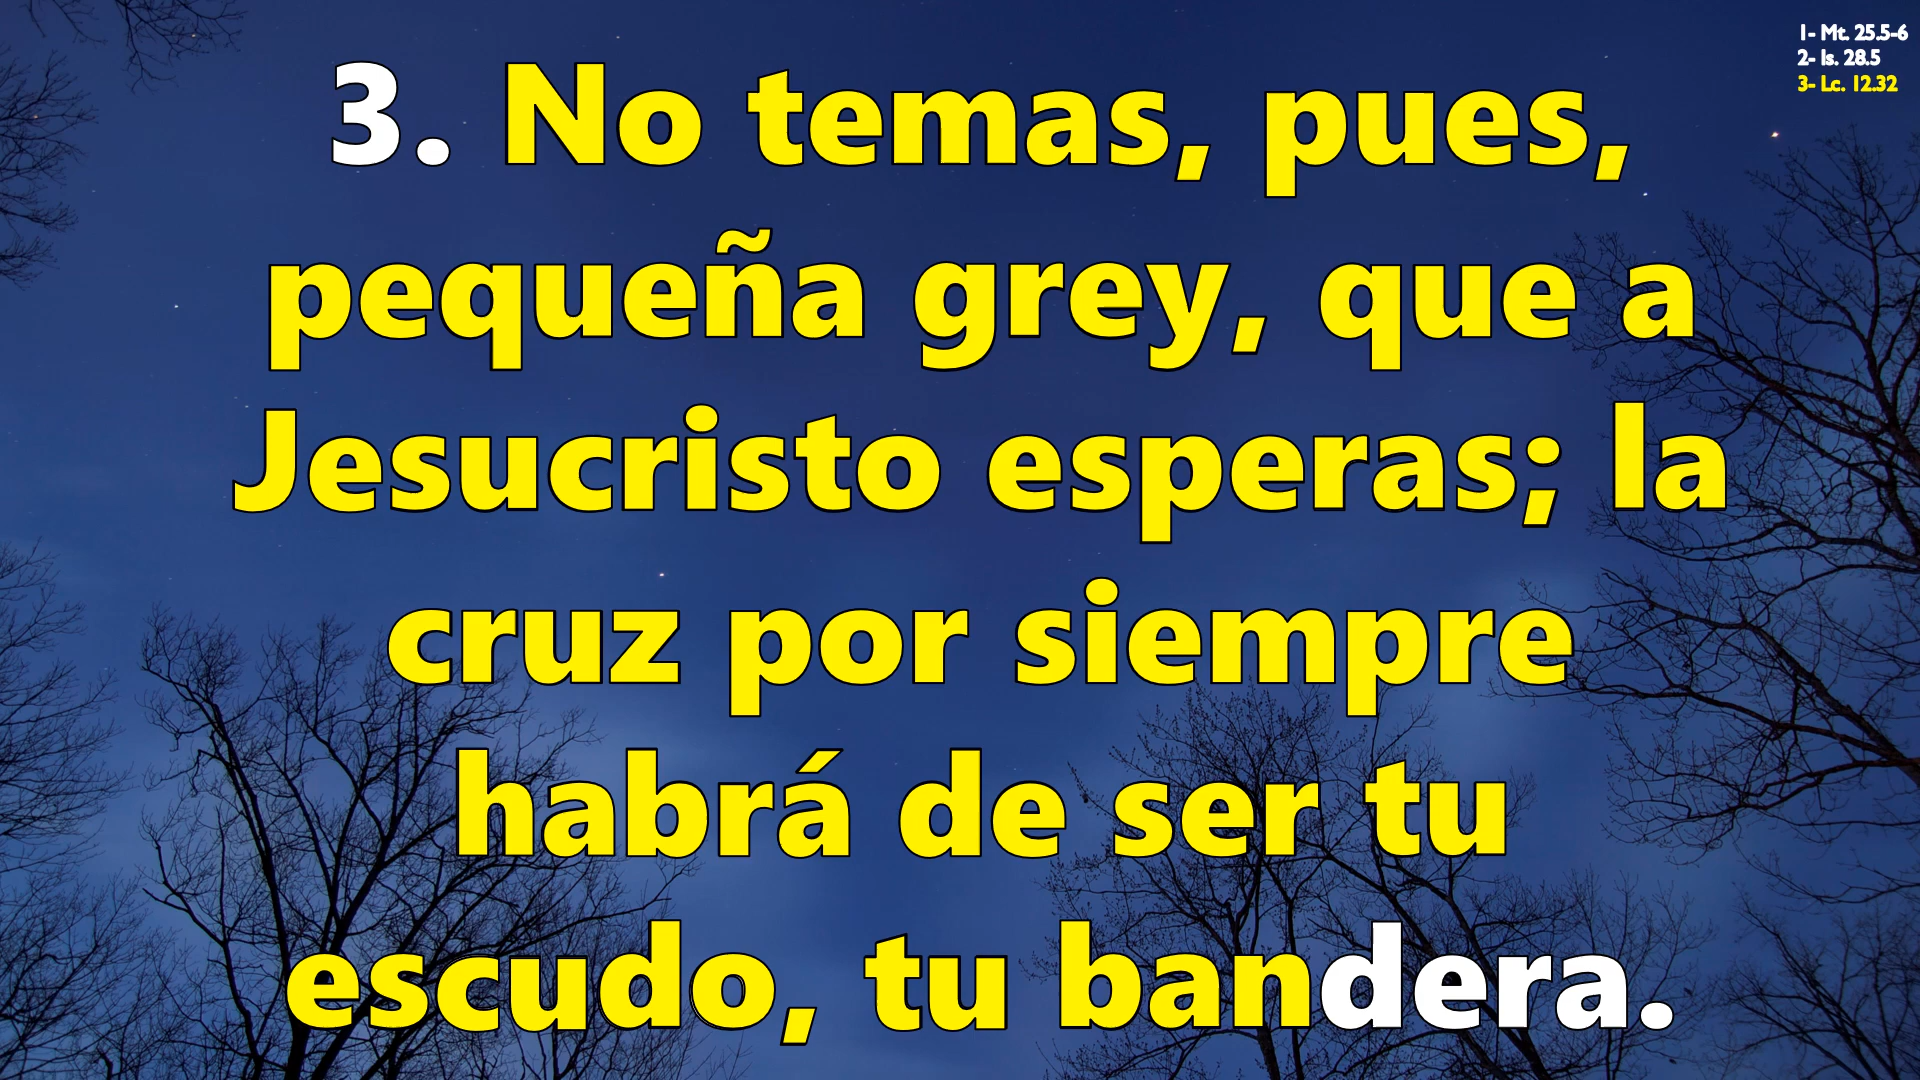 1- Mt. 25.5-6
2- Is. 28.5
3- Lc. 12.32
3. No temas, pues,
pequeña grey, que a
Jesucristo esperas; la
cruz por siempre
habrá de ser tu
escudo, tu bandera.